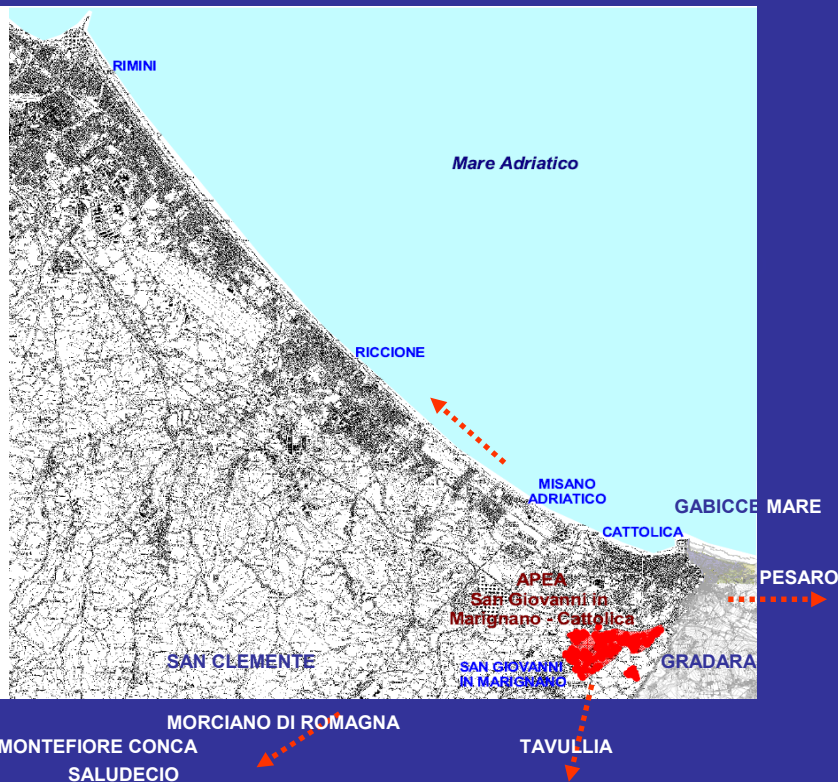 RIMINI
Mare Adriatico
RICCIONE
MISANO
ADRIATICO
GABICCE MARE
CATTOLICA
PESARO
APEA
San Giovanni in
Marignano - Cattolica
SAN CLEMENTE
SAN GIOVANNI
IN MARIGNANO
GRADARA
MORCIANO DI ROMAGNA
MONTEFIORE CONCA
TAVULLIA
SALUDECIO